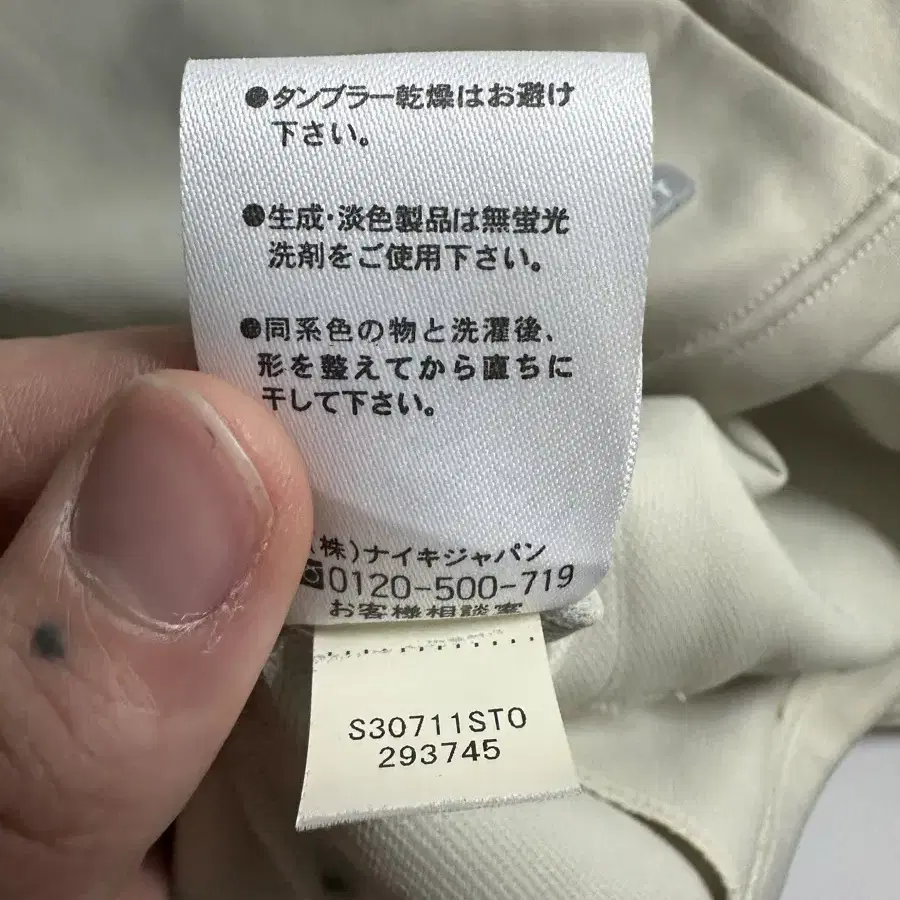 ●タンブラー乾燥はお避け
下さい。
●生成・淡色製品は無蛍光
洗剤をご使用下さい。
●同系色の物と洗濯後、
形を整えてから直ちに
干して下さい。
(株)ナイキジャパン
0120-500-719
お客様相談室
S30711STO
293745